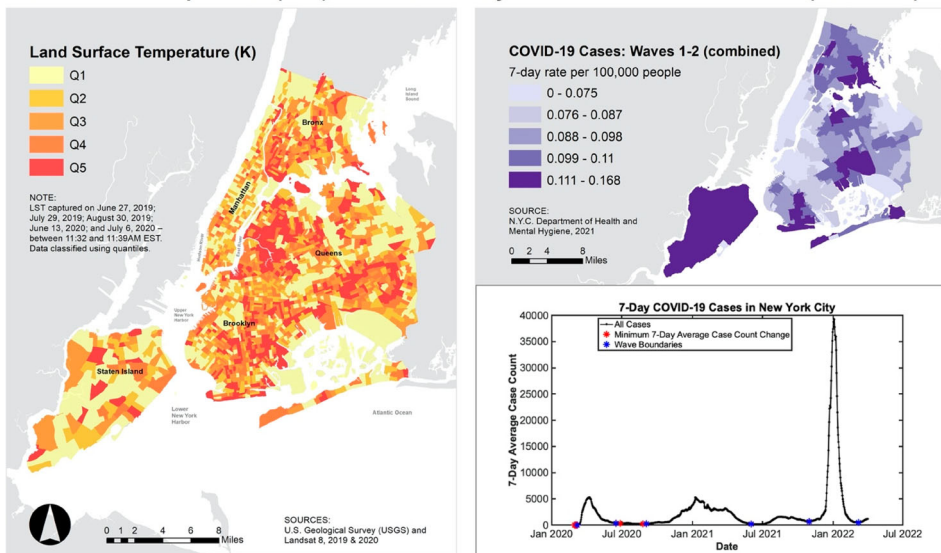 Land Surface Temperature (K)
Q1
Q2
Q3
Q4
Q5
NOTE:
LST captured on June 27, 2019;
July 29, 2019; August 30, 2019;
June 13, 2020; and July 6, 2020 –
between 11:32 and 11:39AM EST.
Data classified using quantiles.
Long
Island
Sound
Bronx
Manhattan
Hudson River
East River
Queens
Upper
New York
Harbor
Brooklyn
Staten Island
Lower
New York
Harbor
Atlantic Ocean
0 1 2 4 6 8
Miles
SOURCES:
U.S. Geological Survey (USGS) and
Landsat 8, 2019 & 2020
COVID-19 Cases: Waves 1-2 (combined)
7-day rate per 100,000 people
0 - 0.075
0.076 - 0.087
0.088 - 0.098
0.099 - 0.11
0.111 - 0.168
SOURCE:
N.Y.C. Department of Health and
Mental Hygiene, 2021
0 2 4 8
Miles
7-Day COVID-19 Cases in New York City
All Cases
Minimum 7-Day Average Case Count Change
Wave Boundaries
7-Day Average Case Count
40000
35000
30000
25000
20000
15000
10000
5000
0
Jan 2020 Jul 2020 Jan 2021 Jul 2021 Jan 2022 Jul 2022
Date